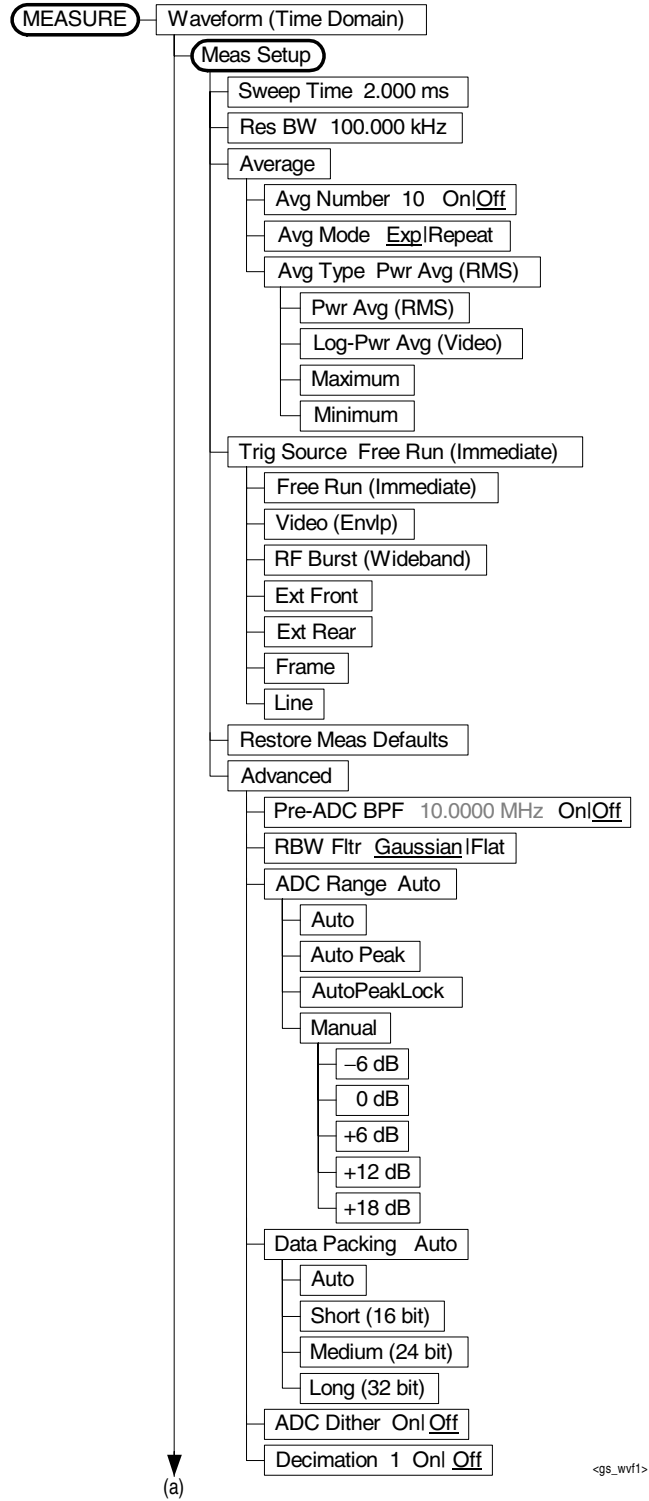 MEASURE Waveform (Time Domain)
Meas Setup
Sweep Time 2.000 ms
Res BW 100.000 kHz
Average
Avg Number 10 On|Off
Avg Mode Exp|Repeat
Avg Type Pwr Avg (RMS)
Pwr Avg (RMS)
Log-Pwr Avg (Video)
Maximum
Minimum
Trig Source Free Run (Immediate)
Free Run (Immediate)
Video (Envlp)
RF Burst (Wideband)
Ext Front
Ext Rear
Frame
Line
Restore Meas Defaults
Advanced
Pre-ADC BPF 10.0000 MHz On|Off
RBW Fltr Gaussian|Flat
ADC Range Auto
Auto
Auto Peak
AutoPeakLock
Manual
−6 dB
0 dB
+6 dB
+12 dB
+18 dB
Data Packing Auto
Auto
Short (16 bit)
Medium (24 bit)
Long (32 bit)
ADC Dither On| Off
Decimation 1 On| Off
<gs_wvf1>
(a)